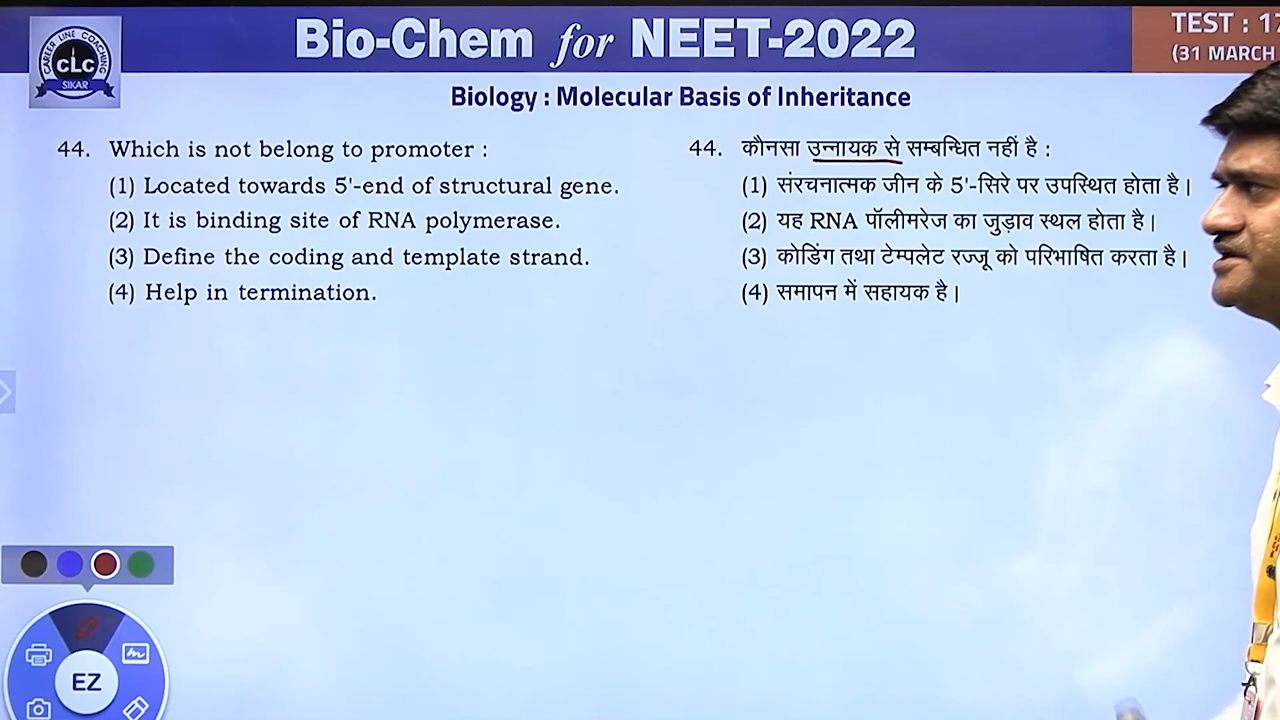 Bio-Chem for NEET-2022
TEST : 17
(31 MARCH
CAREER LINE COACHING
CLC
SIKAR
Biology : Molecular Basis of Inheritance
44. Which is not belong to promoter :
(1) Located towards 5'-end of structural gene.
(2) It is binding site of RNA polymerase.
(3) Define the coding and template strand.
(4) Help in termination.
44. कौनसा उन्नायक से सम्बन्धित नहीं है :
(1) संरचनात्मक जीन के 5'-सिरे पर उपस्थित होता है।
(2) यह RNA पॉलीमरेज का जुड़ाव स्थल होता है।
(3) कोडिंग तथा टेम्पलेट रज्जू को परिभाषित करता है।
(4) समापन में सहायक है।
EZ